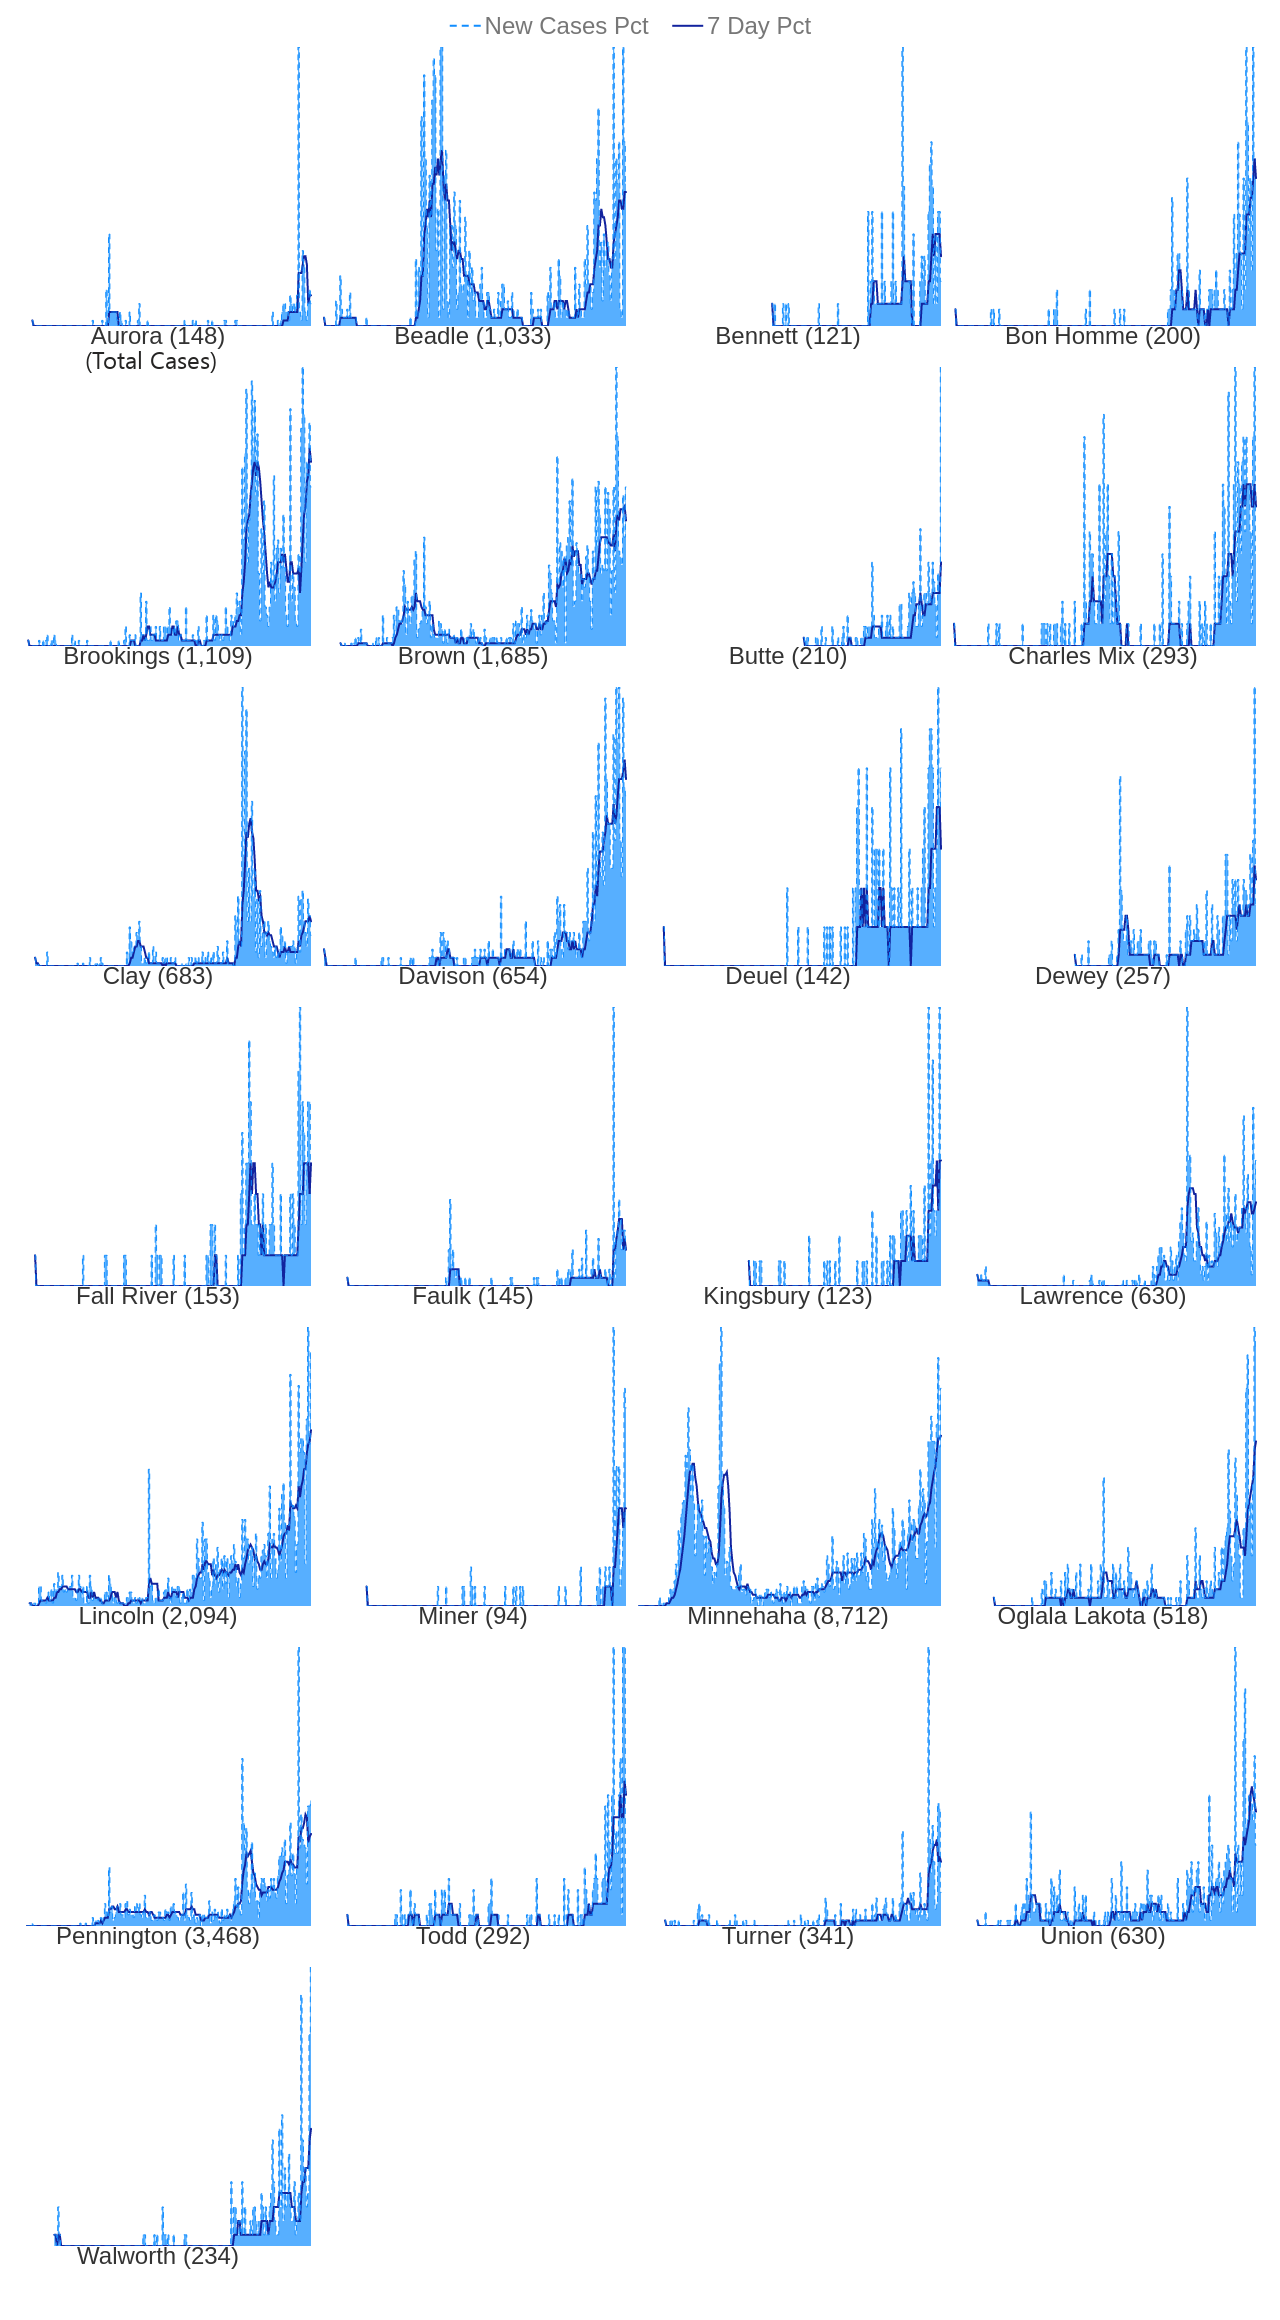 New Cases Pct 7 Day Pct
Aurora (148) Beadle (1,033) Bennett (121) Bon Homme (200)
(Total Cases)
Brookings (1,109) Brown (1,685) Butte (210) Charles Mix (293)
Clay (683) Davison (654) Deuel (142) Dewey (257)
Fall River (153) Faulk (145) Kingsbury (123) Lawrence (630)
Lincoln (2,094) Miner (94) Minnehaha (8,712) Oglala Lakota (518)
Pennington (3,468) Todd (292) Turner (341) Union (630)
Walworth (234)